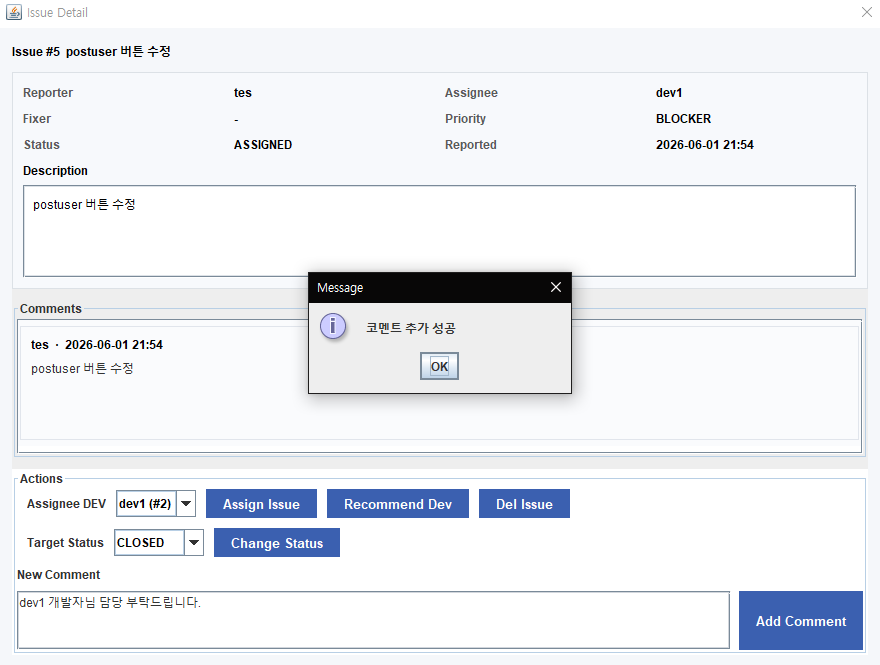 Issue Detail
Issue #5 postuser 버튼 수정
Reporter tes Assignee dev1
Fixer - Priority BLOCKER
Status ASSIGNED Reported 2026-06-01 21:54
Description
postuser 버튼 수정
Message
코멘트 추가 성공
OK
Comments
tes · 2026-06-01 21:54
postuser 버튼 수정
Actions
Assignee DEV dev1 (#2) Assign Issue Recommend Dev Del Issue
Target Status CLOSED Change Status
New Comment
dev1 개발자님 담당 부탁드립니다.
Add Comment